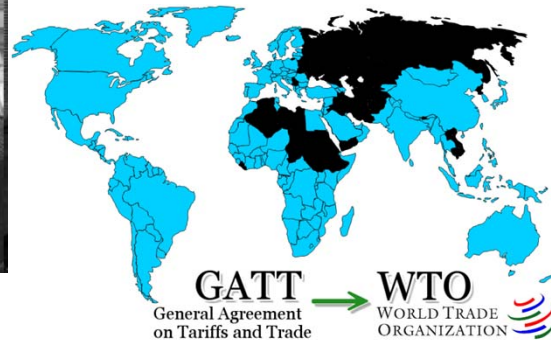 GATT
General Agreement
on Tariffs and Trade
WTO
WORLD TRADE
ORGANIZATION